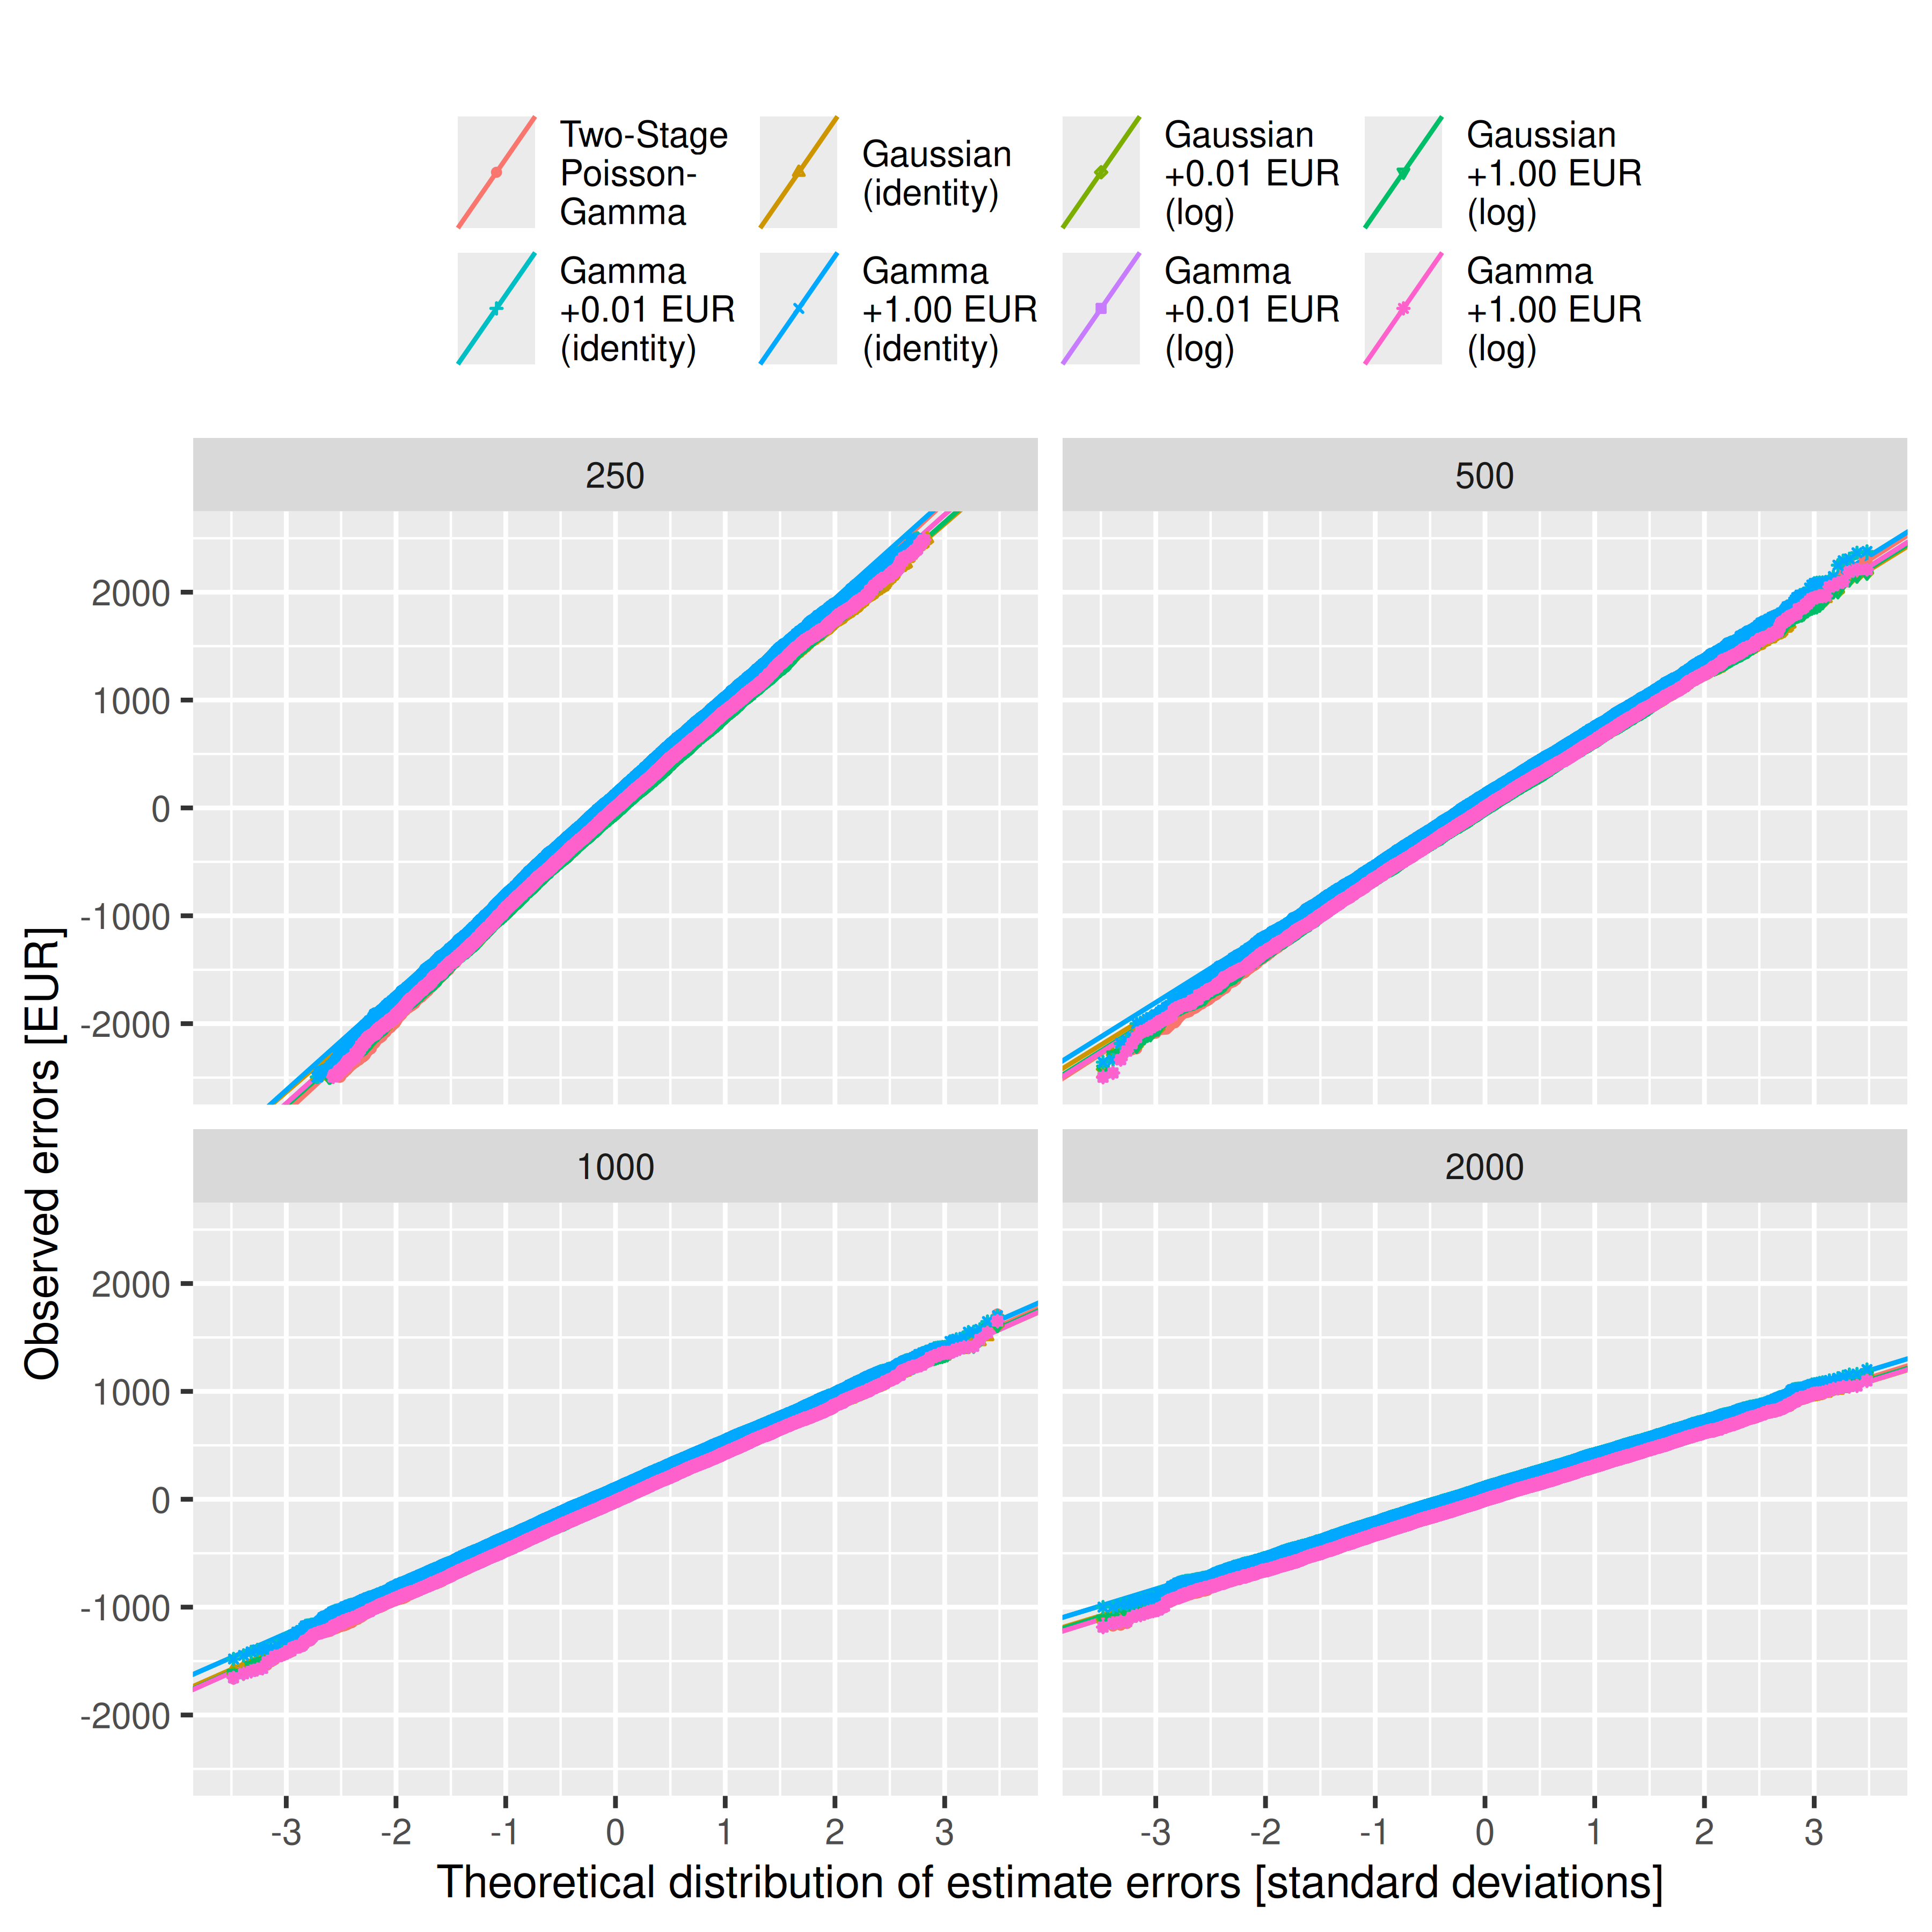 Two-Stage
Poisson-
Gamma
Gaussian
(identity)
Gaussian
+0.01 EUR
(log)
Gaussian
+1.00 EUR
(log)
Gamma
+0.01 EUR
(identity)
Gamma
+1.00 EUR
(identity)
Gamma
+0.01 EUR
(log)
Gamma
+1.00 EUR
(log)
250
500
2000
1000
0
-1000
-2000
1000
2000
2000
1000
0
-1000
-2000
-3 -2 -1 0 1 2 3
-3 -2 -1 0 1 2 3
Observed errors [EUR]
Theoretical distribution of estimate errors [standard deviations]